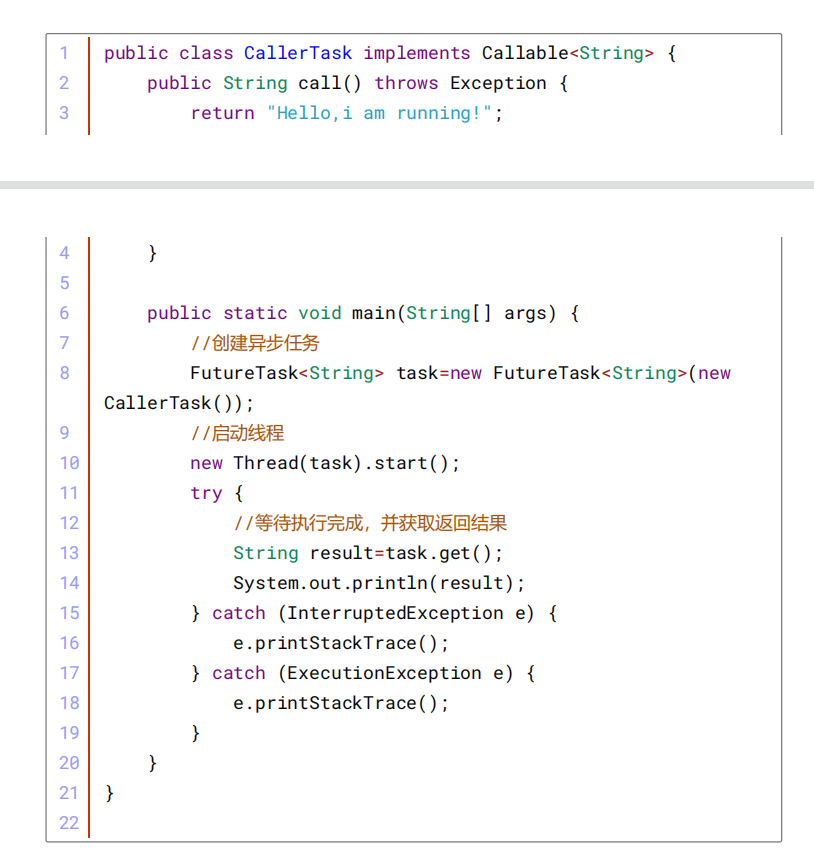 1 public class CallerTask implements Callable<String> {
2     public String call() throws Exception {
3         return "Hello,i am running!";
4     }
5
6     public static void main(String[] args) {
7         //创建异步任务
8         FutureTask<String> task=new FutureTask<String>(new
CallerTask());
9         //启动线程
10         new Thread(task).start();
11         try {
12             //等待执行完成，并获取返回结果
13             String result=task.get();
14             System.out.println(result);
15         } catch (InterruptedException e) {
16             e.printStackTrace();
17         } catch (ExecutionException e) {
18             e.printStackTrace();
19         }
20     }
21 }
22